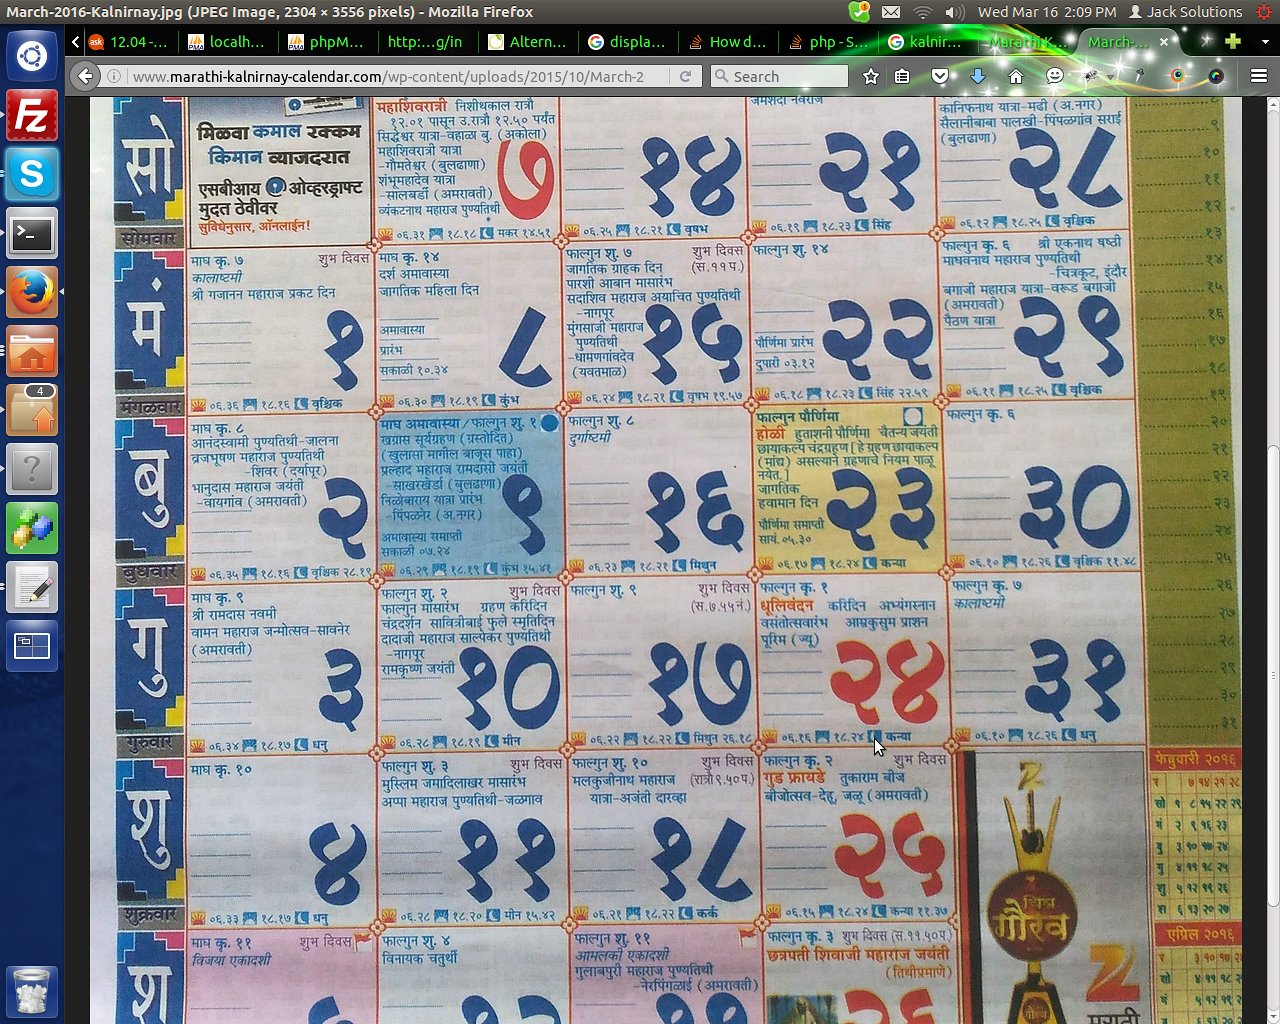 March-2016-Kalnirnay.jpg (JPEG Image, 2304 × 3556 pixels) - Mozilla Firefox
Wed Mar 16 2:09 PM
Jack Solutions
12.04 -...
localh...
phpM...
http:...g/in
Altern...
displa...
How d...
php - S...
kalnir...
Marathi K...
March-...
www.marathi-kalnirnay-calendar.com/wp-content/uploads/2015/10/March-2
Search
मिळवा कमाल रक्कम
किमान व्याजदरात
एसबीआय ओव्हरड्राफ्ट
मुदत ठेवीवर
सुविधेनुसार, ऑनलाईन!
सो
सोमवार
महाशिवरात्री निशीथकाल रात्री
१२.०१ पासून उ.रात्री १२.५० पर्यंत
सिद्धेश्वर यात्रा-वहाळा बु. (अकोला)
महाशिवरात्री यात्रा
-गौमतेश्वर (बुलढाणा)
शंभूमहादेव यात्रा
-सालबर्डी (अमरावती)
व्यंकटनाथ महाराज पुण्यतिथी
७
०६.३१ १८.१८ मकर १४.५१
जमशेदी नवरोज
१४
०६.२५ १८.२१ वृषभ
२१
०६.१९ १८.२३ सिंह
कानिफनाथ यात्रा-मढी (अ.नगर)
सैलानीबाबा पालखी-पिंपळगांव सराई
(बुलढाणा)
२८
०६.१२ १८.२५ वृश्चिक
मं
मंगळवार
माघ कृ. ७ शुभ दिवस
कालाष्टमी
श्री गजानन महाराज प्रकट दिन
१
०६.३६ १८.१६ वृश्चिक
माघ कृ. १४
दर्श अमावास्या
जागतिक महिला दिन
अमावास्या
प्रारंभ
सकाळी १०.३४
८
०६.३० १८.१९ कुंभ
फाल्गुन शु. ७ शुभ दिवस
जागतिक ग्राहक दिन (स.११प.)
पारशी आबान मासारंभ
सदाशिव महाराज अयाचित पुण्यतिथी
-नागपूर
मुंगसाजी महाराज
पुण्यतिथी
-धामणगांवदेव
(यवतमाळ)
१५
०६.२४ १८.२१ वृषभ १९.५७
फाल्गुन शु. १४
पौर्णिमा प्रारंभ
दुपारी ०३.१२
२२
०६.१८ १८.२३ सिंह २२.५९
फाल्गुन कृ. ६ श्री एकनाथ षष्ठी
माधवनाथ महाराज पुण्यतिथी
-चित्रकूट, इंदौर
बगाजी महाराज यात्रा-वरूड बगाजी
(अमरावती)
पैठण यात्रा
२९
०६.११ १८.२५ वृश्चिक
बु
बुधवार
माघ कृ. ८
आनंदस्वामी पुण्यतिथी-जालना
व्रजभूषण महाराज पुण्यतिथी
-शिवर (दर्यापूर)
भानुदास महाराज जयंती
-वायगांव (अमरावती)
२
०६.३५ १८.१६ वृश्चिक २८.१९
माघ अमावास्या/फाल्गुन शु. १
खग्रास सूर्यग्रहण (ग्रस्तोदित)
(खुलासा मागील बाजूस पाहा)
प्रल्हाद महाराज रामदासी जयंती
-साखरखेर्डा (बुलढाणा)
निळोबाराय यात्रा प्रारंभ
-पिंपळनेर (अ.नगर)
अमावास्या समाप्ती
सकाळी ०७.२४
९
०६.२९ १८.१९ कुंभ १५.४१
फाल्गुन शु. ८
दुर्गाष्टमी
१६
०६.२३ १८.२१ मिथुन
फाल्गुन पौर्णिमा
होळी हुताशनी पौर्णिमा चैतन्य जयंती
छायाकल्प चंद्रग्रहण [ हे ग्रहण छायाकल्प
(मांद्य) असल्याने ग्रहणाचे नियम पाळू
नयेत.]
जागतिक
हवामान दिन
पौर्णिमा समाप्ती
सायं.०५.३०
२३
०६.१७ १८.२४ कन्या
फाल्गुन कृ. ६
३०
०६.१० १८.२६ वृश्चिक ११.४८
गु
गुरुवार
माघ कृ. ९
श्री रामदास नवमी
वामन महाराज जन्मोत्सव-सावनेर
(अमरावती)
३
०६.३४ १८.१७ धनु
फाल्गुन शु. २ शुभ दिवस
फाल्गुन मासारंभ ग्रहण करिदिन
चंद्रदर्शन सावित्रीबाई फुले स्मृतिदिन
दादाजी महाराज साल्पेकर पुण्यतिथी
-नागपूर
रामकृष्ण जयंती
१०
०६.२८ १८.१९ मीन
फाल्गुन शु. ९ शुभ दिवस
(स.७.५५नं.)
१७
०६.२२ १८.२२ मिथुन २६.१८
फाल्गुन कृ. १
धूलिवंदन करिदिन अभ्यंगस्नान
वसंतोत्सवारंभ आम्रकुसुम प्राशन
पूरिम (ज्यू)
२४
०६.१६ १८.२४ कन्या
फाल्गुन कृ. ७
कालाष्टमी
३१
०६.१० १८.२६ धनु
शु
शुक्रवार
माघ कृ. १०
४
०६.३३ १८.१७ धनु
फाल्गुन शु. ३ शुभ दिवस
मुस्लिम जमादिलाखर मासारंभ
अप्पा महाराज पुण्यतिथी-जळगाव
११
०६.२८ १८.२० मीन १५.४२
फाल्गुन शु. १० शुभ दिवस
मलकुजीनाथ महाराज (रात्री९.५०प.)
यात्रा-अजंती दारव्हा
१८
०६.२१ १८.२२ कर्क
फाल्गुन कृ. २ शुभ दिवस
गुड फ्रायडे तुकाराम बीज
बीजोत्सव-देहू, जळू (अमरावती)
२५
०६.१५ १८.२४ कन्या ११.३७
श
माघ कृ. ११ शुभ दिवस
विजया एकादशी
फाल्गुन शु. ४
विनायक चतुर्थी
फाल्गुन शु. ११
आमलकी एकादशी
गुलाबपुरी महाराज पुण्यतिथी
-नेरपिंगळाई (अमरावती)
फाल्गुन कृ. ३ शुभ दिवस (स.११.५०प.)
छत्रपती शिवाजी महाराज जयंती
(तिथीप्रमाणे)
गौरव
मराठी
फेब्रुवारी २०१६
एप्रिल २०१६